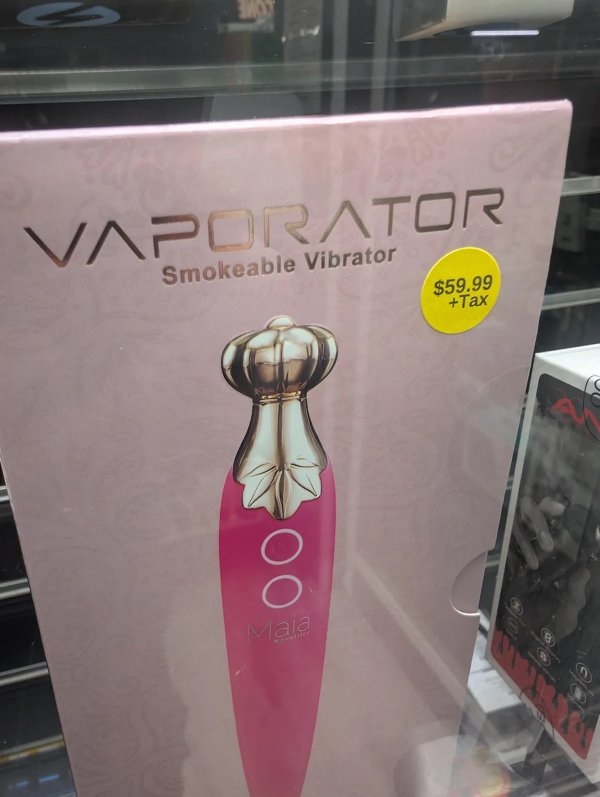 VAPORATOR
Smokeable Vibrator
$59.99
+Tax
Maia